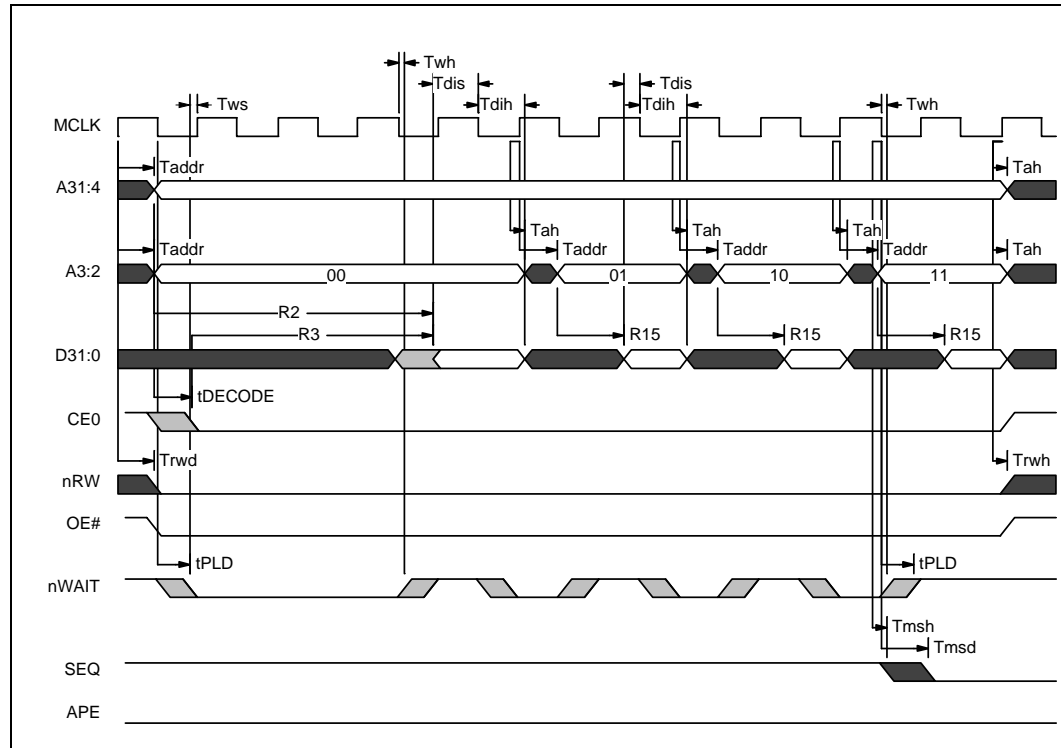 Twh
Tdis Tdis
Tws Tdih Tdih Twh
MCLK
Taddr Tah
A31:4
Tah Tah Tah
Taddr Taddr Taddr Taddr Tah
A3:2 00 01 10 11
R2
R3 R15 R15 R15
D31:0
tDECODE
CE0
Trwd Trwh
nRW
OE#
tPLD tPLD
nWAIT
Tmsh
Tmsd
SEQ
APE